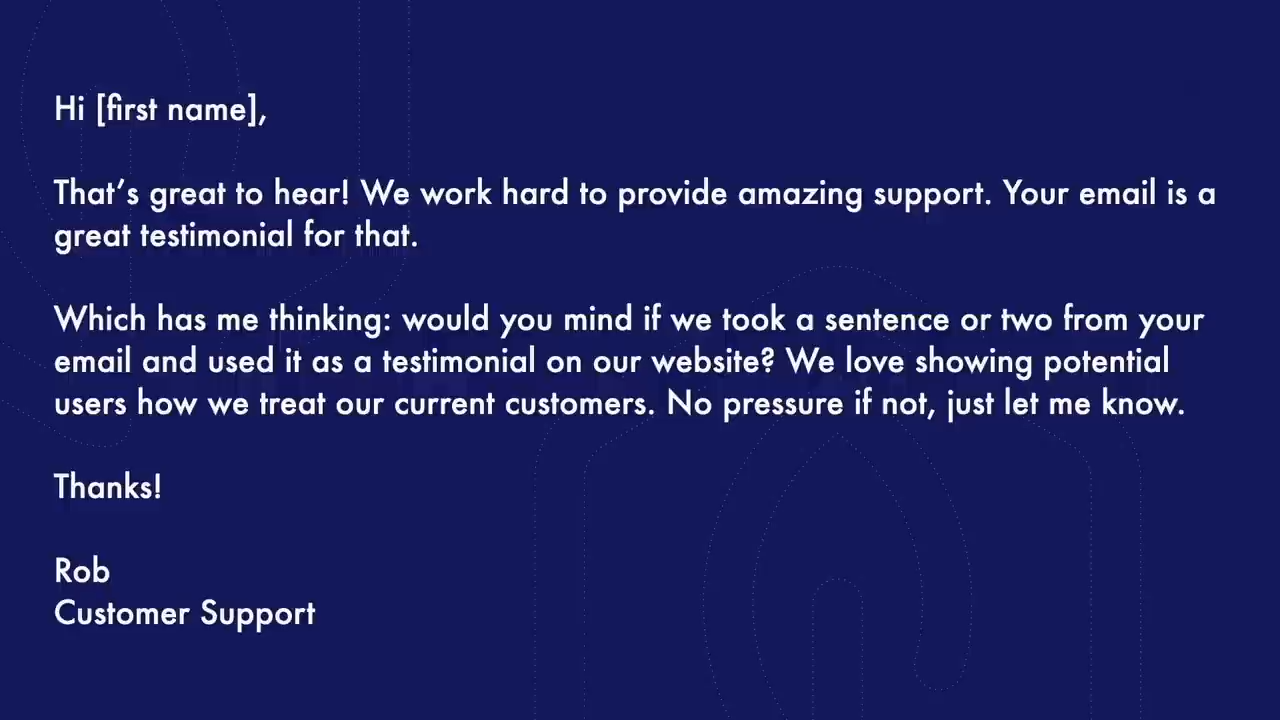 Hi [first name],
That’s great to hear! We work hard to provide amazing support. Your email is a
great testimonial for that.
Which has me thinking: would you mind if we took a sentence or two from your
email and used it as a testimonial on our website? We love showing potential
users how we treat our current customers. No pressure if not, just let me know.
Thanks!
Rob
Customer Support